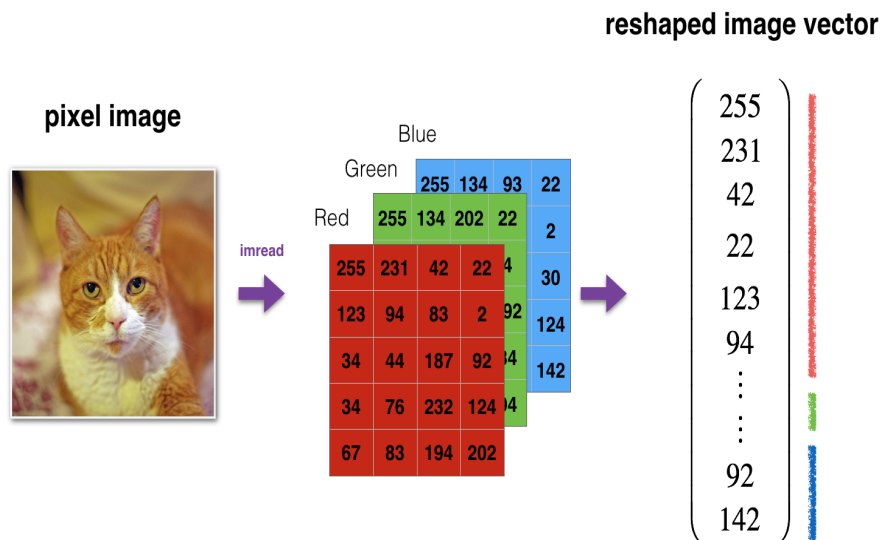 reshaped image vector
pixel image
Blue
Green
Red
imread
255 134 93 22
2
30
124
142
255 134 202 22
255 231 42 22
123 94 83 2
34 44 187 92
34 76 232 124
67 83 194 202
255
231
42
22
123
94
⋮
⋮
92
142